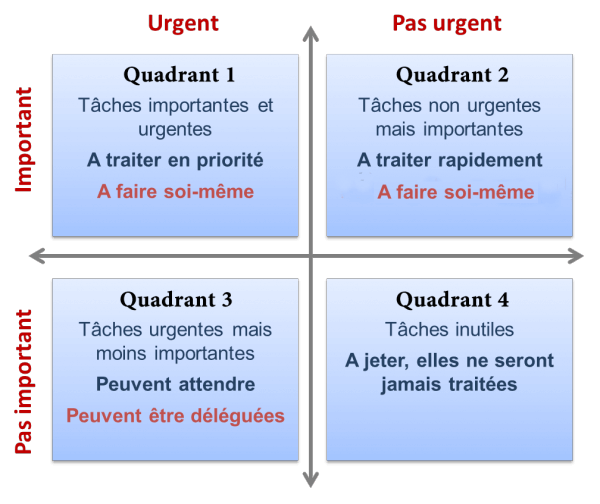 Urgent
Pas urgent
Important
Quadrant 1
Tâches importantes et
urgentes
A traiter en priorité
A faire soi-même
Quadrant 2
Tâches non urgentes
mais importantes
A traiter rapidement
A faire soi-même
Pas important
Quadrant 3
Tâches urgentes mais
moins importantes
Peuvent attendre
Peuvent être déléguées
Quadrant 4
Tâches inutiles
A jeter, elles ne seront
jamais traitées